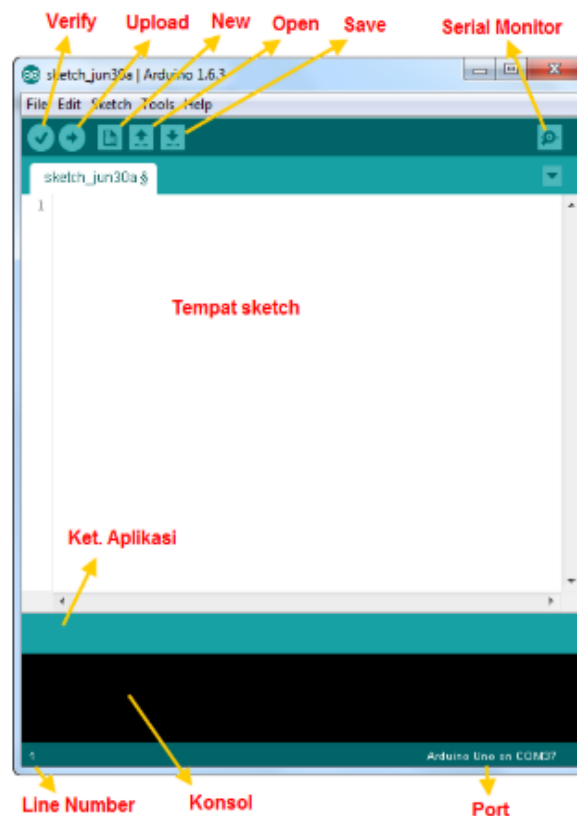 Verify Upload New Open Save Serial Monitor
sketch_jun30a | Arduino 1.6.3
File Edit Sketch Tools Help
sketch_jun30a §
1
Tempat sketch
Ket. Aplikasi
1 Arduino Uno on COM37
Line Number Konsol Port